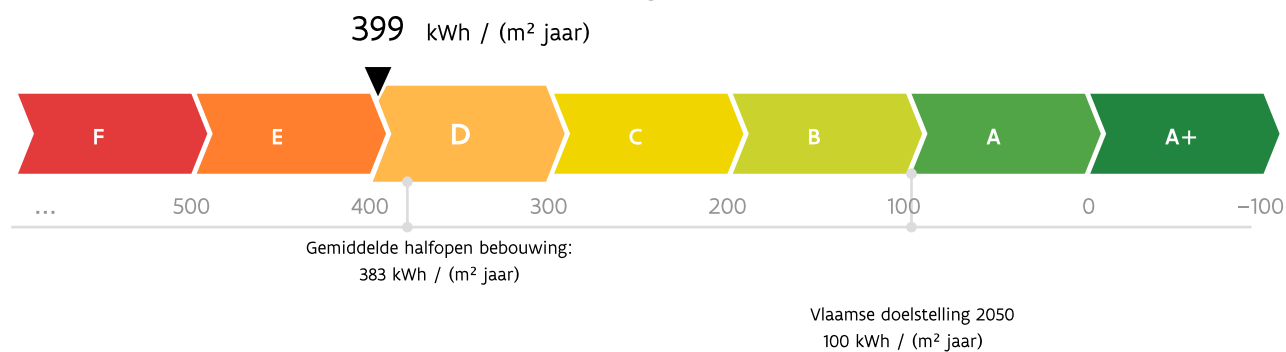 399 kWh / (m² jaar)
F E D C B A A+
... 500 400 300 200 100 0 −100
Gemiddelde halfopen bebouwing:
383 kWh / (m² jaar)
Vlaamse doelstelling 2050
100 kWh / (m² jaar)